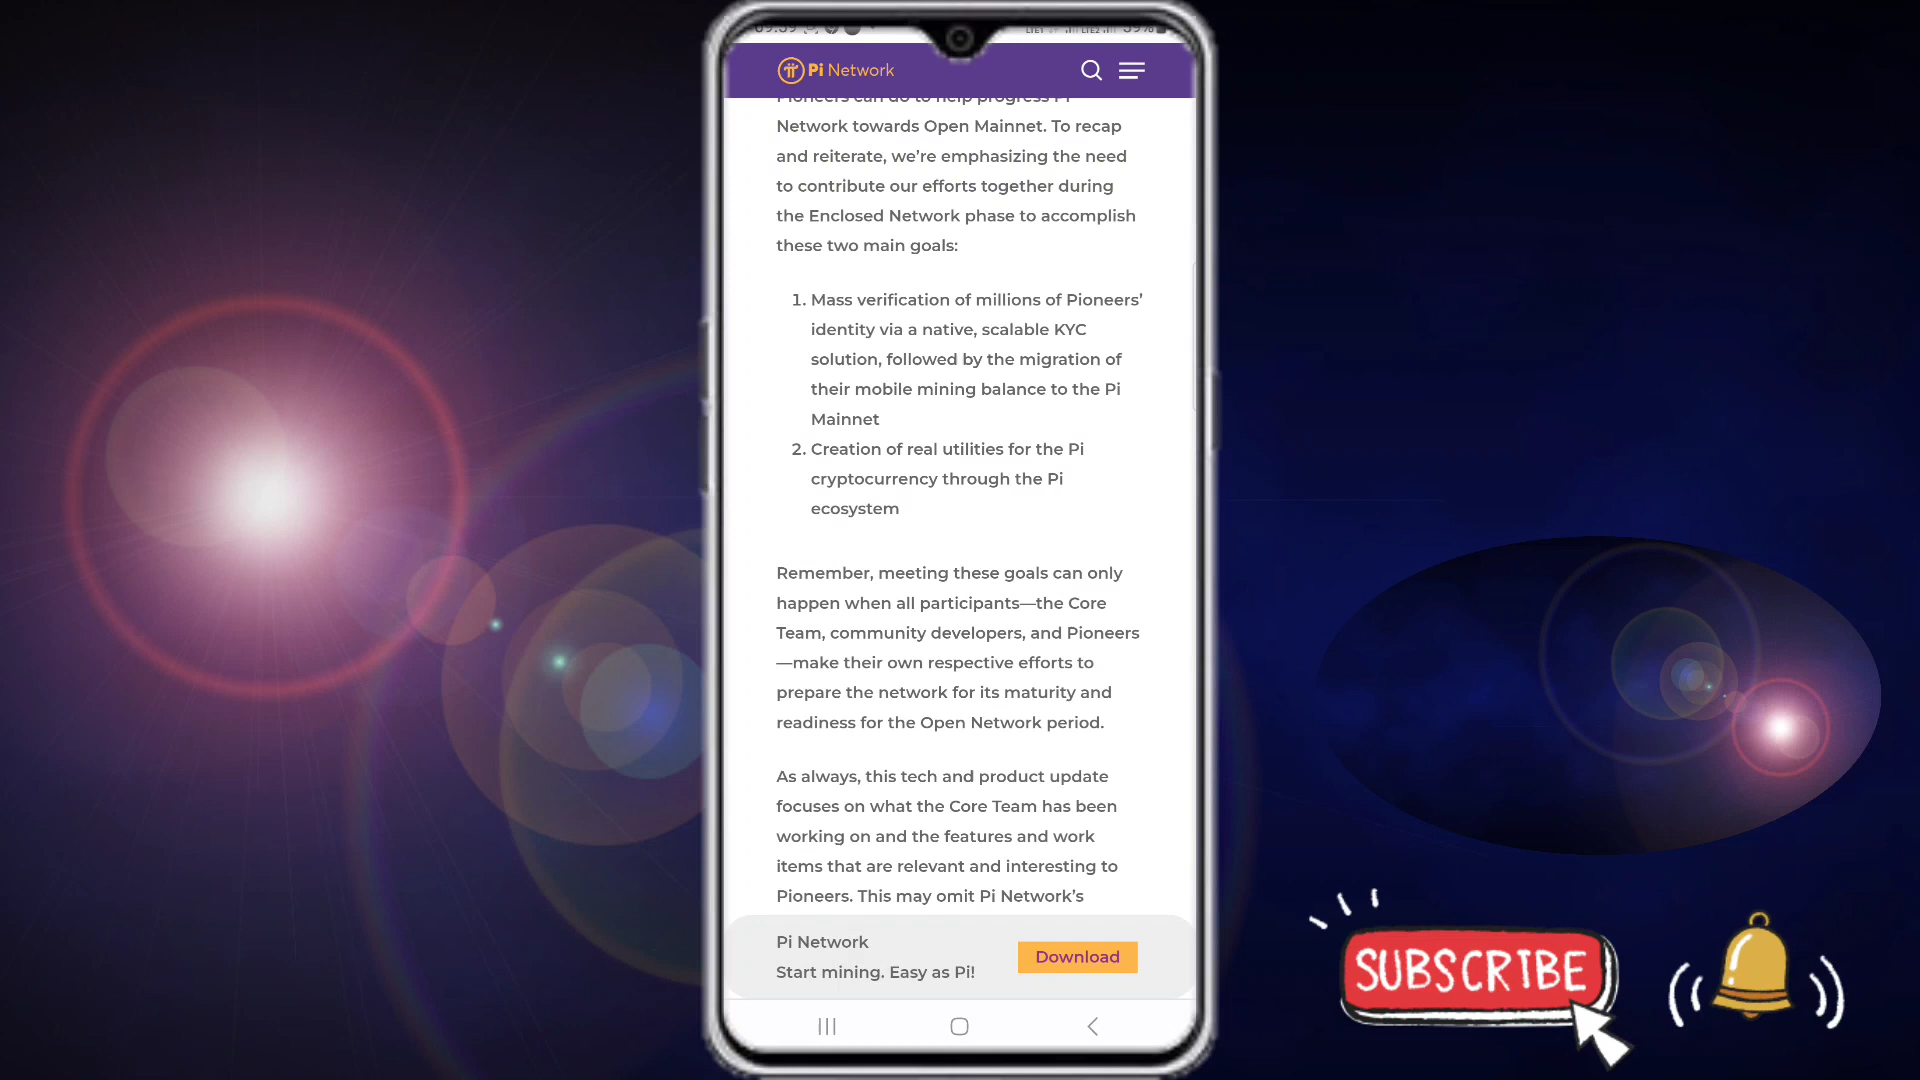 Pi Network
Pioneers can do to help progress Pi
Network towards Open Mainnet. To recap
and reiterate, we’re emphasizing the need
to contribute our efforts together during
the Enclosed Network phase to accomplish
these two main goals:
1. Mass verification of millions of Pioneers’
identity via a native, scalable KYC
solution, followed by the migration of
their mobile mining balance to the Pi
Mainnet
2. Creation of real utilities for the Pi
cryptocurrency through the Pi
ecosystem
Remember, meeting these goals can only
happen when all participants—the Core
Team, community developers, and Pioneers
—make their own respective efforts to
prepare the network for its maturity and
readiness for the Open Network period.
As always, this tech and product update
focuses on what the Core Team has been
working on and the features and work
items that are relevant and interesting to
Pioneers. This may omit Pi Network’s
Pi Network
Start mining. Easy as Pi!
Download
SUBSCRIBE